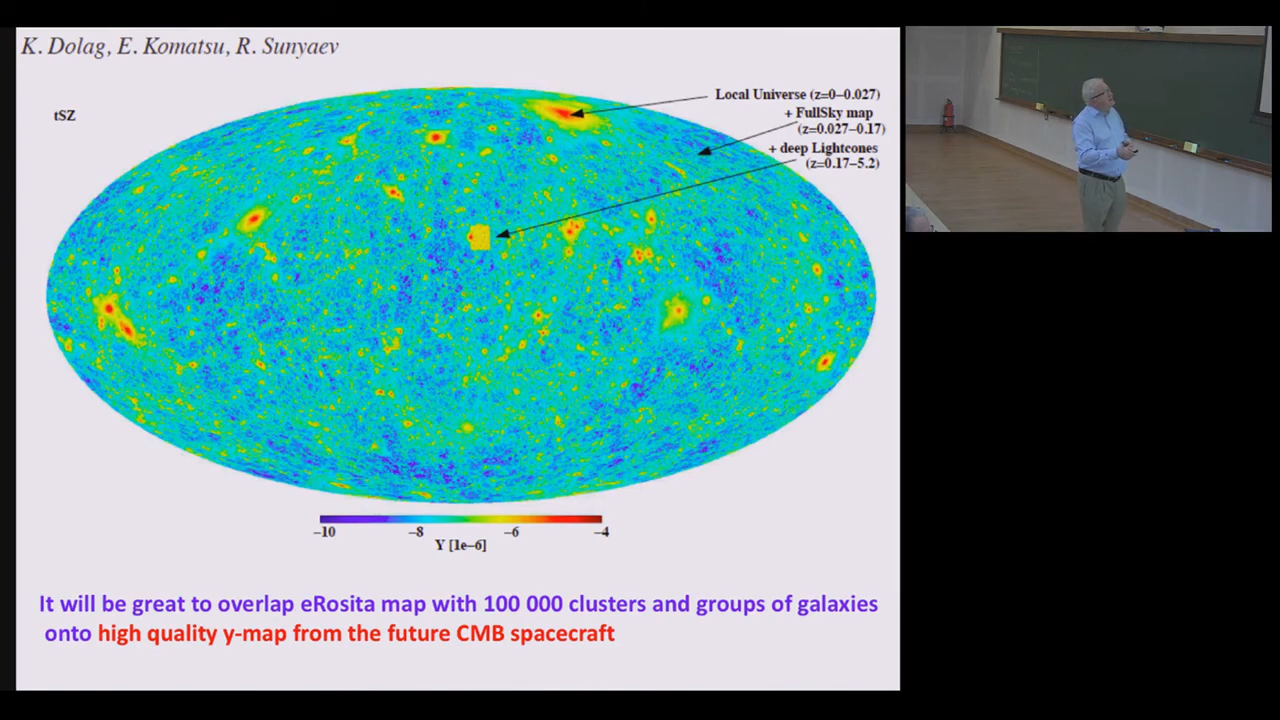 K. Dolag, E. Komatsu, R. Sunyaev
tSZ
Local Universe (z=0–0.027)
+ FullSky map
(z=0.027–0.17)
+ deep Lightcones
(z=0.17–5.2)
–10
–8
–6
–4
Y [1e–6]
It will be great to overlap eRosita map with 100 000 clusters and groups of galaxies
onto high quality y-map from the future CMB spacecraft